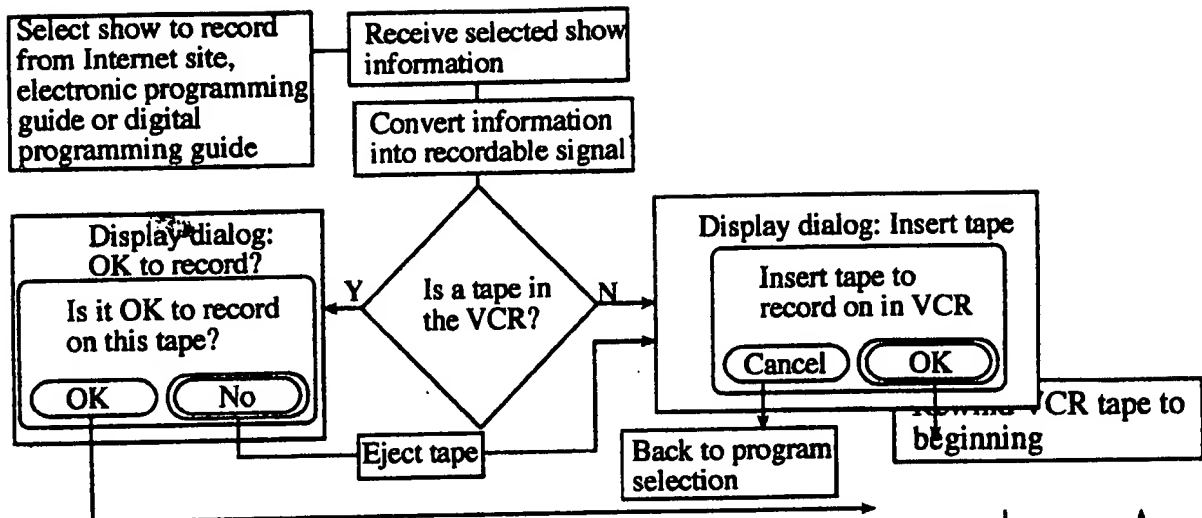 Select show to record
from Internet site,
electronic programming
guide or digital
programming guide
Receive selected show
information
Convert information
into recordable signal
Display dialog:
OK to record?
Is it OK to record
on this tape?
OK
No
Y
Is a tape in
the VCR?
N
Display dialog: Insert tape
Insert tape to
record on in VCR
Cancel
OK
Eject tape
Back to program
selection
VCR tape to
beginning